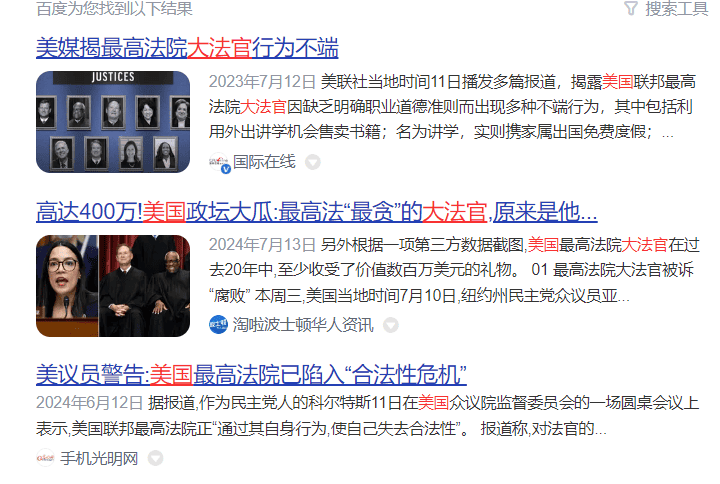 百度为您找到以下结果
搜索工具
美媒揭最高法院大法官行为不端
JUSTICES
2023年7月12日 美联社当地时间11日播发多篇报道，揭露美国联邦最高
法院大法官因缺乏明确职业道德准则而出现多种不端行为，其中包括利
用外出讲学机会售卖书籍；名为讲学，实则携家属出国免费度假；...
国际在线
高达400万!美国政坛大瓜:最高法“最贪”的大法官,原来是他...
2024年7月13日 另外根据一项第三方数据截图,美国最高法院大法官在过
去20年中,至少收受了价值数百万美元的礼物。 01 最高法院大法官被诉
“腐败” 本周三,美国当地时间7月10日,纽约州民主党众议员亚...
淘啦波士顿华人资讯
美议员警告:美国最高法院已陷入“合法性危机”
2024年6月12日 据报道,作为民主党人的科尔特斯11日在美国众议院监督委员会的一场圆桌会议上
表示,美国联邦最高法院正“通过其自身行为,使自己失去合法性”。 报道称,对法官的...
手机光明网